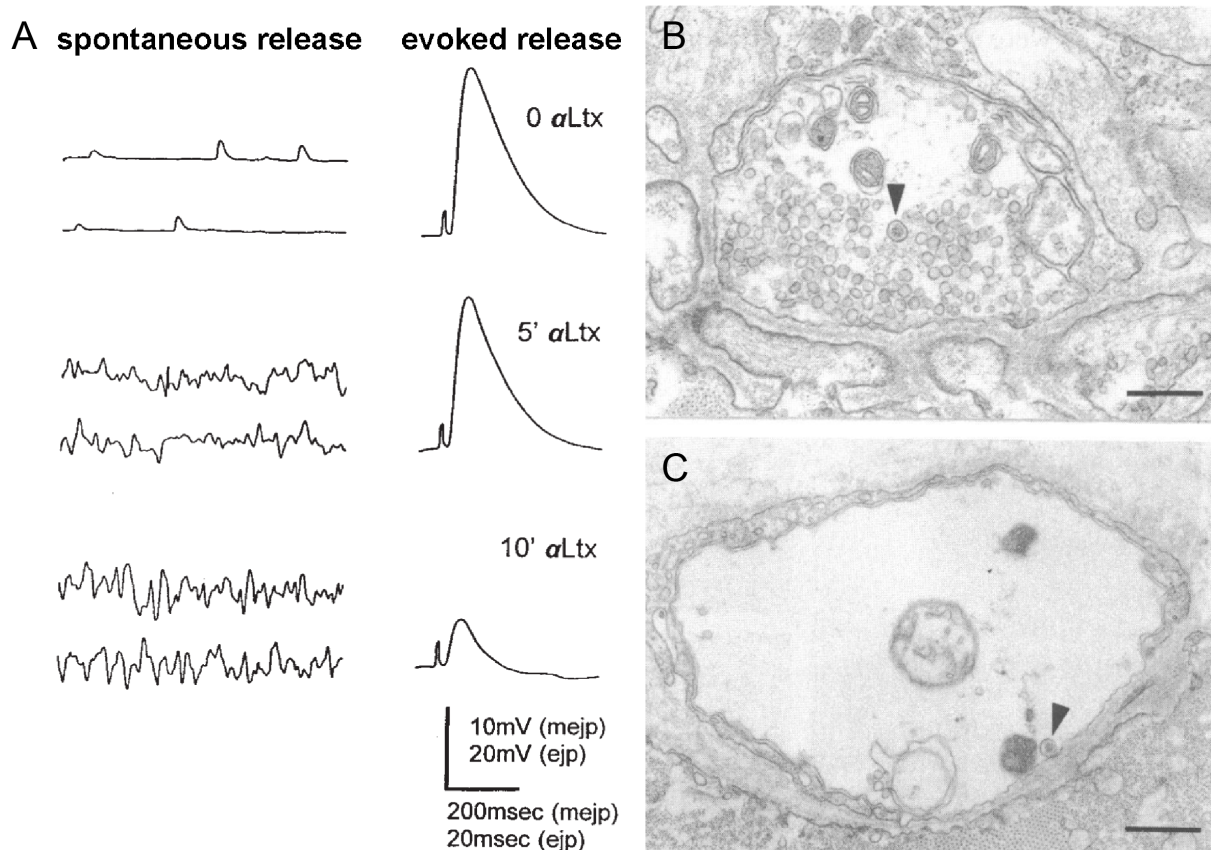 A spontaneous release evoked release
0 αLtx
5' αLtx
10' αLtx
10mV (mejp)
20mV (ejp)
200msec (mejp)
20msec (ejp)
B
C